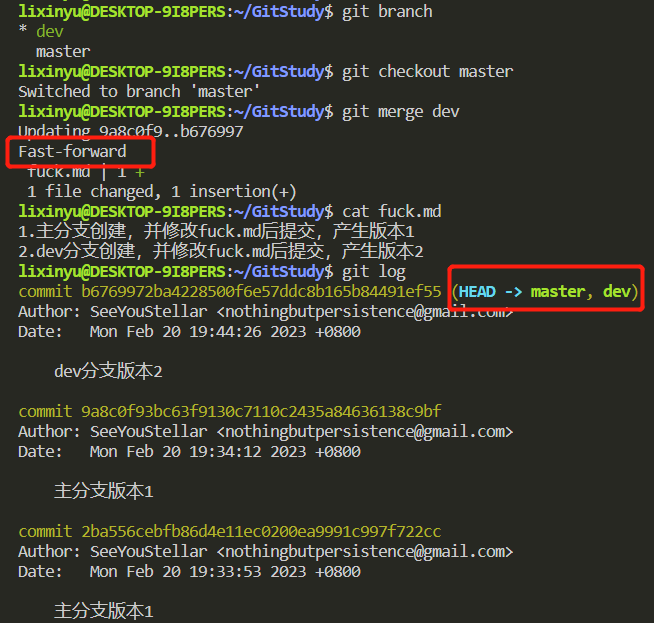 lixinyu@DESKTOP-9I8PERS:~/GitStudy$ git branch
* dev
  master
lixinyu@DESKTOP-9I8PERS:~/GitStudy$ git checkout master
Switched to branch 'master'
lixinyu@DESKTOP-9I8PERS:~/GitStudy$ git merge dev
Updating 9a8c0f9..b676997
Fast-forward
 fuck.md | 1 +
 1 file changed, 1 insertion(+)
lixinyu@DESKTOP-9I8PERS:~/GitStudy$ cat fuck.md
1.主分支创建，并修改fuck.md后提交，产生版本1
2.dev分支创建，并修改fuck.md后提交，产生版本2
lixinyu@DESKTOP-9I8PERS:~/GitStudy$ git log
commit b6769972ba4228500f6e57ddc8b165b84491ef55 (HEAD -> master, dev)
Author: SeeYouStellar <nothingbutpersistence@gmail.com>
Date:   Mon Feb 20 19:44:26 2023 +0800

    dev分支版本2

commit 9a8c0f93bc63f9130c7110c2435a84636138c9bf
Author: SeeYouStellar <nothingbutpersistence@gmail.com>
Date:   Mon Feb 20 19:34:12 2023 +0800

    主分支版本1

commit 2ba556cebfb86d4e11ec0200ea9991c997f722cc
Author: SeeYouStellar <nothingbutpersistence@gmail.com>
Date:   Mon Feb 20 19:33:53 2023 +0800

    主分支版本1